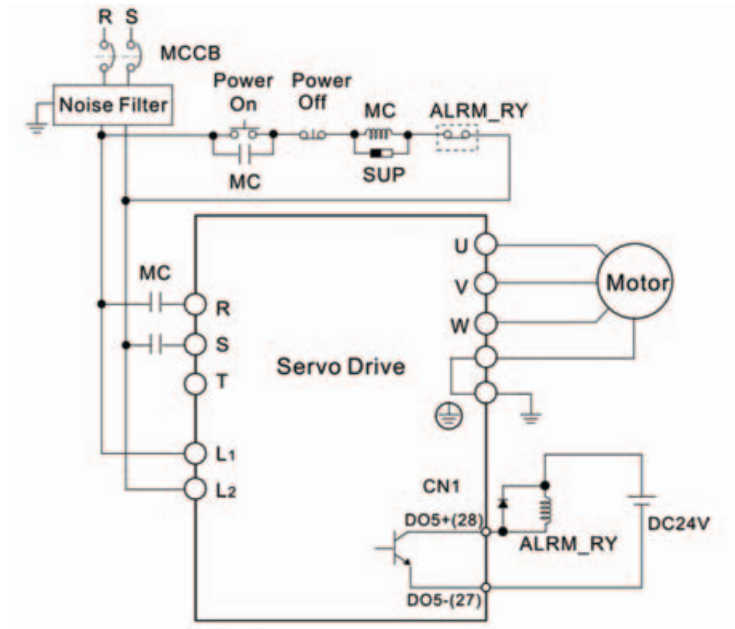 R S
MCCB
Noise Filter
Power On
Power Off
MC
ALRM_RY
MC
SUP
MC
R
S
T
L1
L2
Servo Drive
U
V
W
Motor
CN1
DO5+(28)
DO5-(27)
ALRM_RY
DC24V